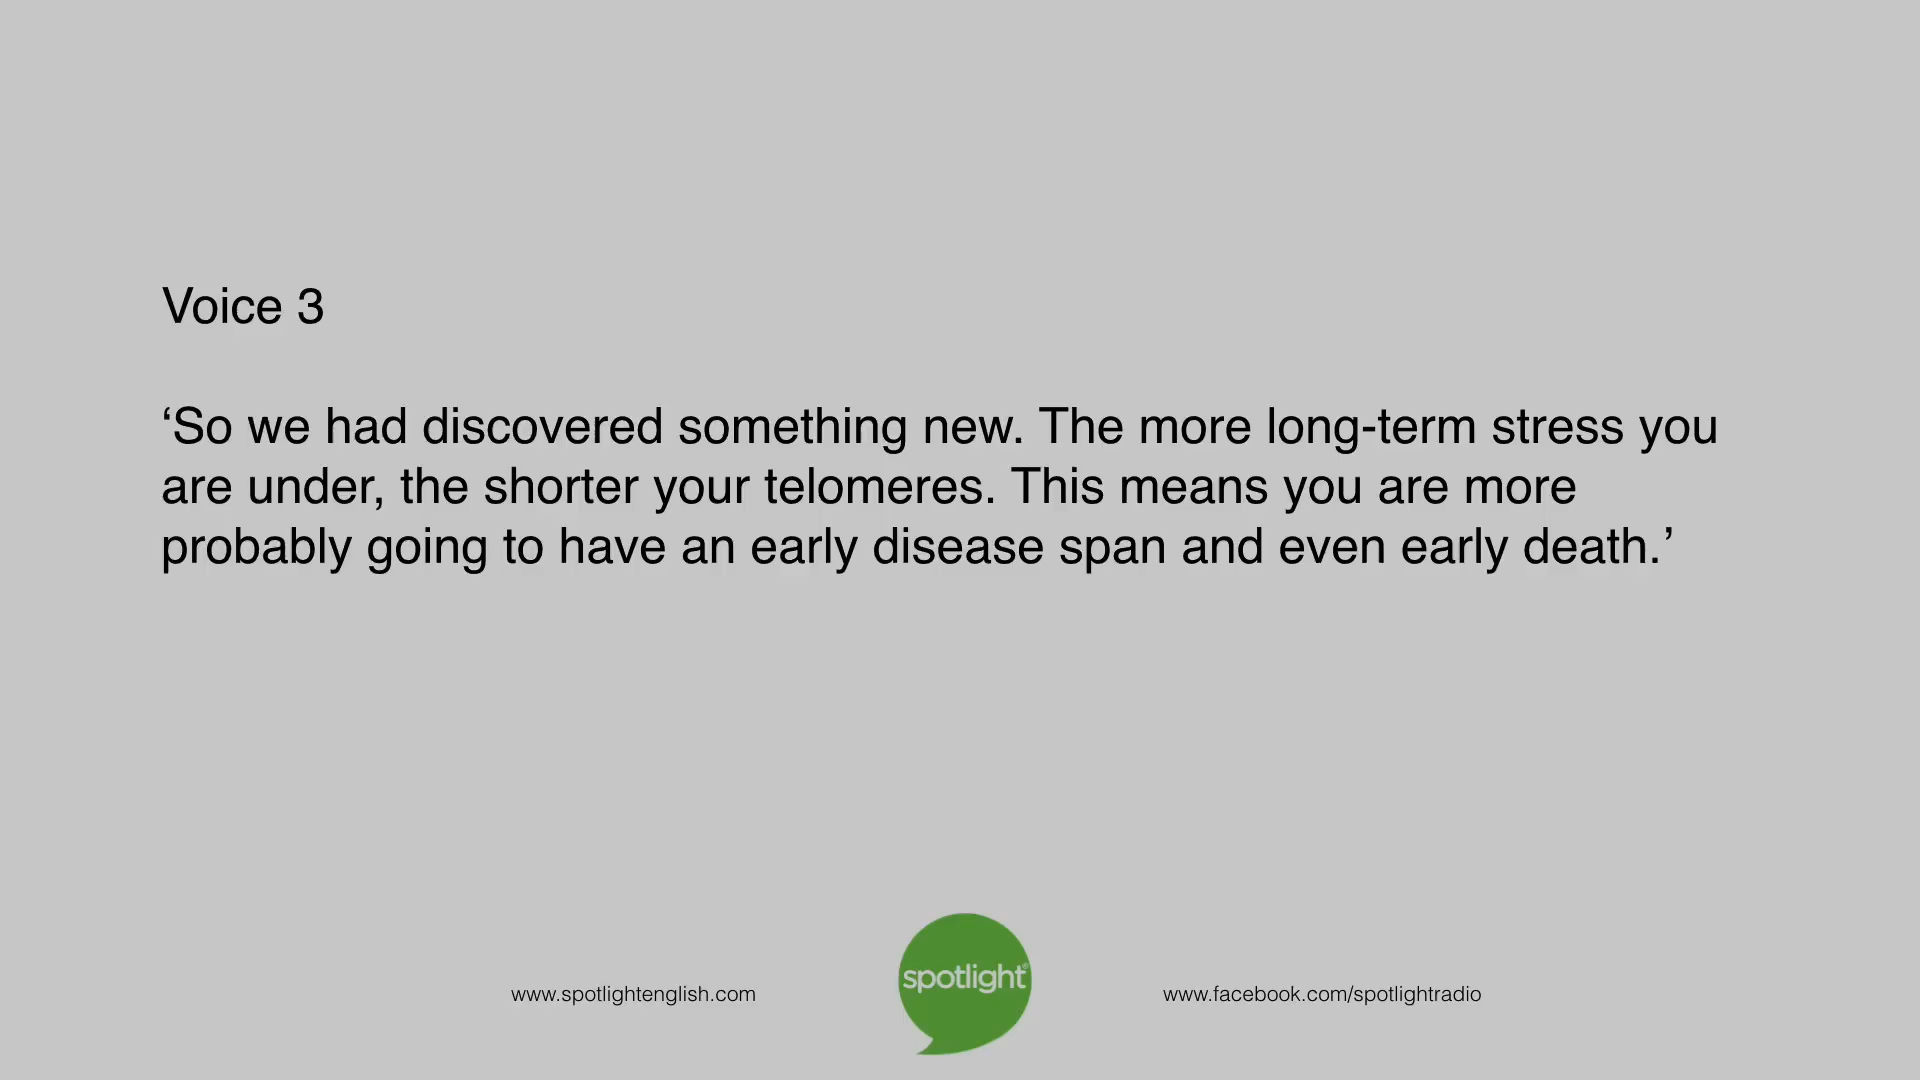 Voice 3
‘So we had discovered something new. The more long-term stress you
are under, the shorter your telomeres. This means you are more
probably going to have an early disease span and even early death.’
spotlight®
www.spotlightenglish.com
www.facebook.com/spotlightradio